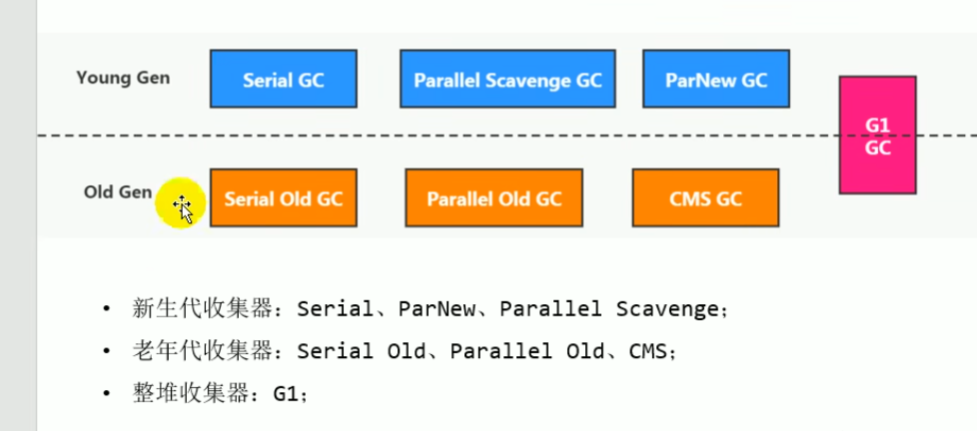 Young Gen
Serial GC
Parallel Scavenge GC
ParNew GC
G1
GC
Old Gen
Serial Old GC
Parallel Old GC
CMS GC
• 新生代收集器: Serial、ParNew、Parallel Scavenge;
• 老年代收集器: Serial Old、Parallel Old、CMS;
• 整堆收集器: G1;